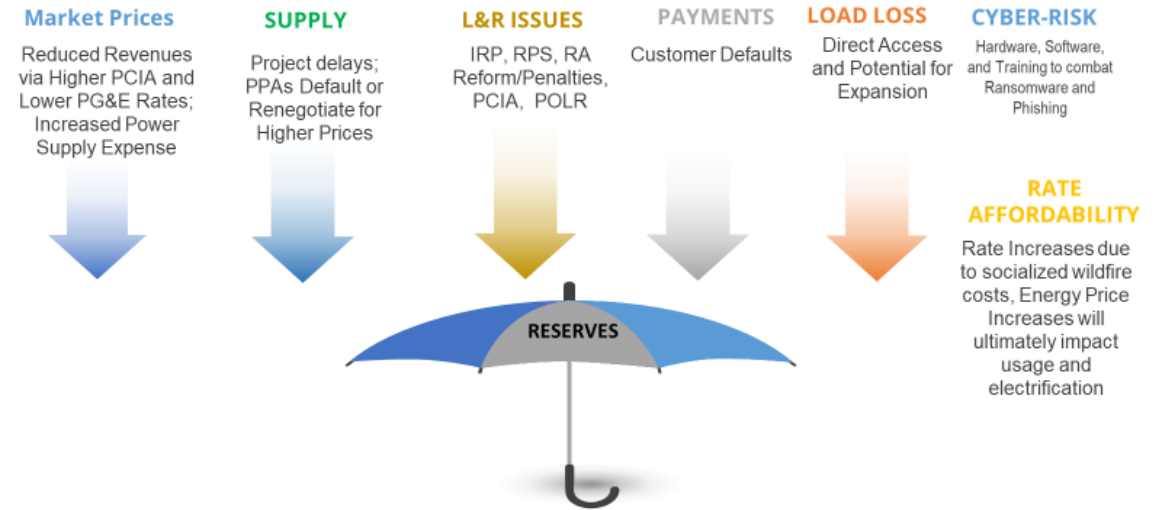 Market Prices
Reduced Revenues
via Higher PCIA and
Lower PG&E Rates;
Increased Power
Supply Expense
SUPPLY
Project delays;
PPAs Default or
Renegotiate for
Higher Prices
L&R ISSUES
IRP, RPS, RA
Reform/Penalties,
PCIA,  POLR
PAYMENTS
Customer Defaults
LOAD LOSS
Direct Access
and Potential for
Expansion
CYBER-RISK
Hardware, Software,
and Training to combat
Ransomware and
Phishing
RATE
AFFORDABILITY
Rate Increases due
to socialized wildfire
costs, Energy Price
Increases will
ultimately impact
usage and
electrification
RESERVES